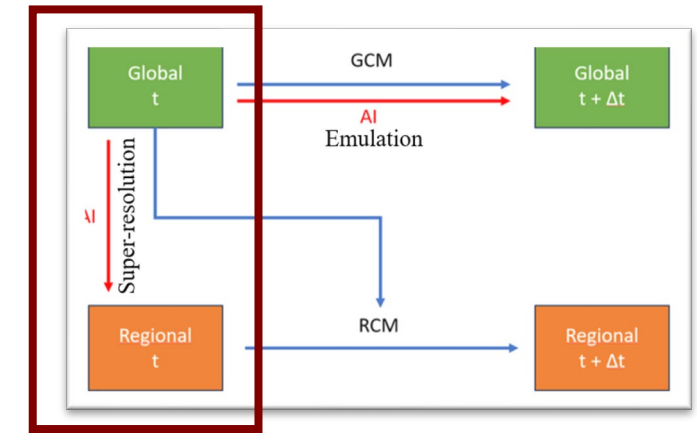 Global
t
GCM
AI
Emulation
Global
t + Δt
AI
Super-resolution
Regional
t
RCM
Regional
t + Δt